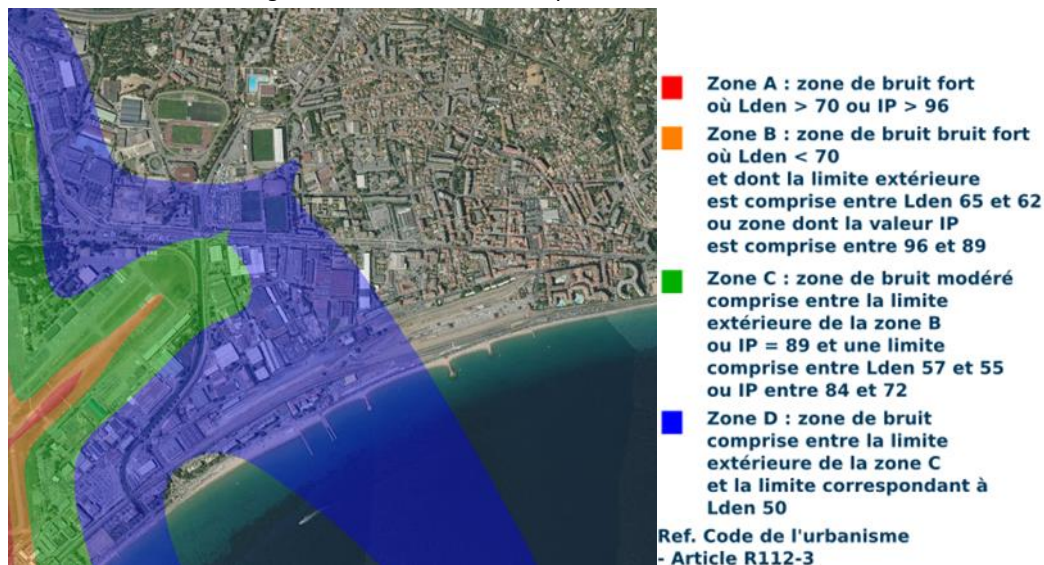 Zone A : zone de bruit fort
où Lden > 70 ou IP > 96
Zone B : zone de bruit bruit fort
où Lden < 70
et dont la limite extérieure
est comprise entre Lden 65 et 62
ou zone dont la valeur IP
est comprise entre 96 et 89
Zone C : zone de bruit modéré
comprise entre la limite
extérieure de la zone B
ou IP = 89 et une limite
comprise entre Lden 57 et 55
ou IP entre 84 et 72
Zone D : zone de bruit
comprise entre la limite
extérieure de la zone C
et la limite correspondant à
Lden 50
Ref. Code de l'urbanisme
- Article R112-3